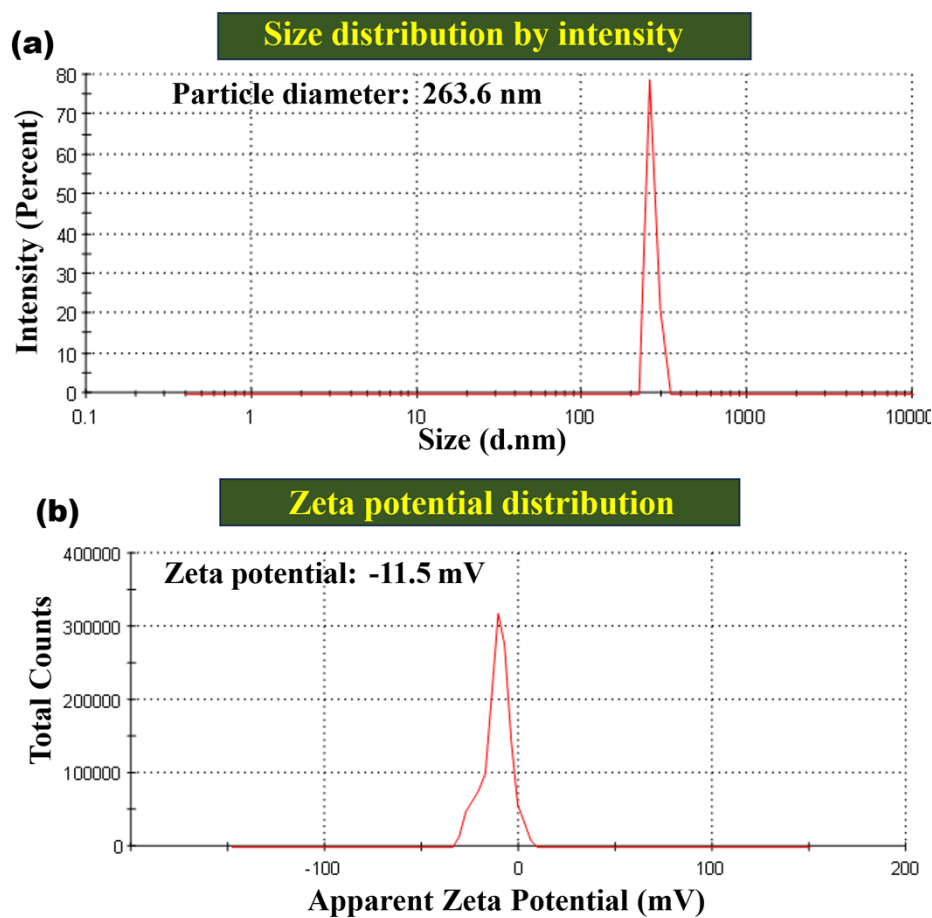 (a)
Size distribution by intensity
Particle diameter: 263.6 nm
Intensity (Percent)
80
70
60
50
40
30
20
10
0
0.1 1 10 100 1000 10000
Size (d.nm)
(b)
Zeta potential distribution
Zeta potential: -11.5 mV
Total Counts
400000
300000
200000
100000
0
-100 0 100 200
Apparent Zeta Potential (mV)